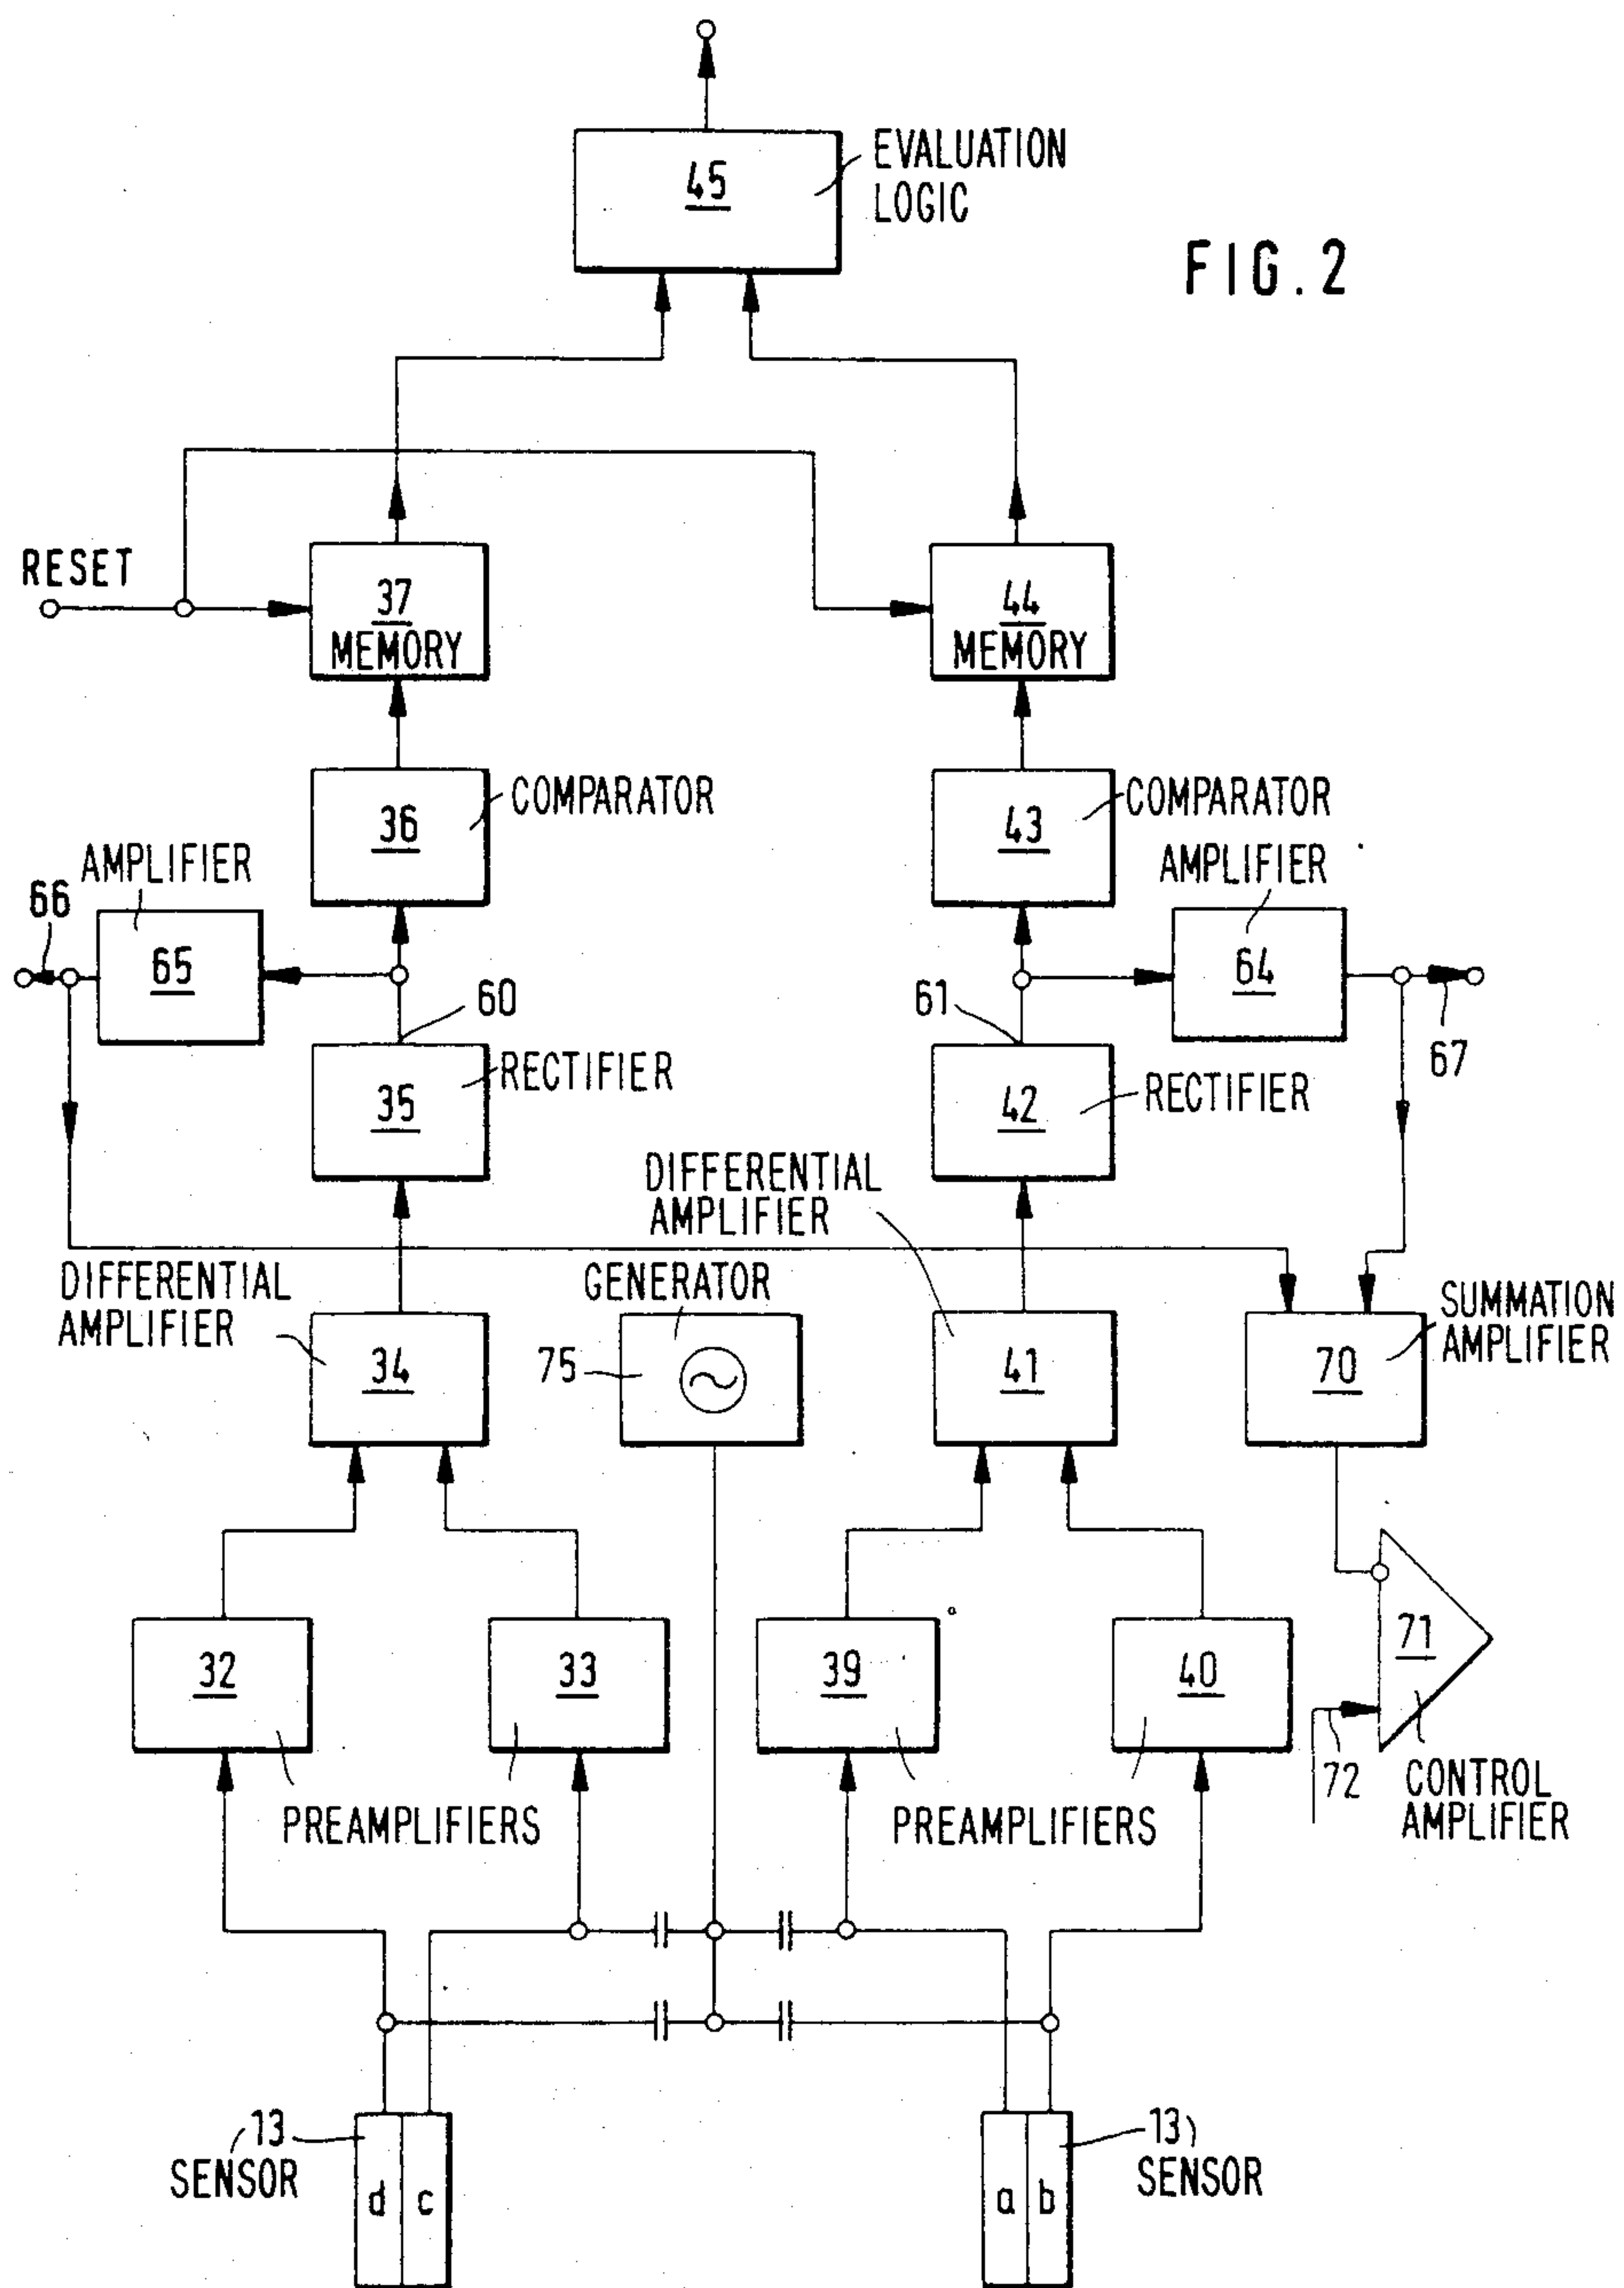 45
EVALUATION
LOGIC
FIG. 2
RESET
37
MEMORY
44
MEMORY
36
COMPARATOR
43
COMPARATOR
AMPLIFIER
AMPLIFIER
66
65
64
60
61
67
35
RECTIFIER
42
RECTIFIER
DIFFERENTIAL
AMPLIFIER
DIFFERENTIAL
AMPLIFIER
GENERATOR
SUMMATION
AMPLIFIER
34
75
41
70
32
33
39
40
71
72
PREAMPLIFIERS
PREAMPLIFIERS
CONTROL
AMPLIFIER
13
SENSOR
d
c
a
b
13
SENSOR